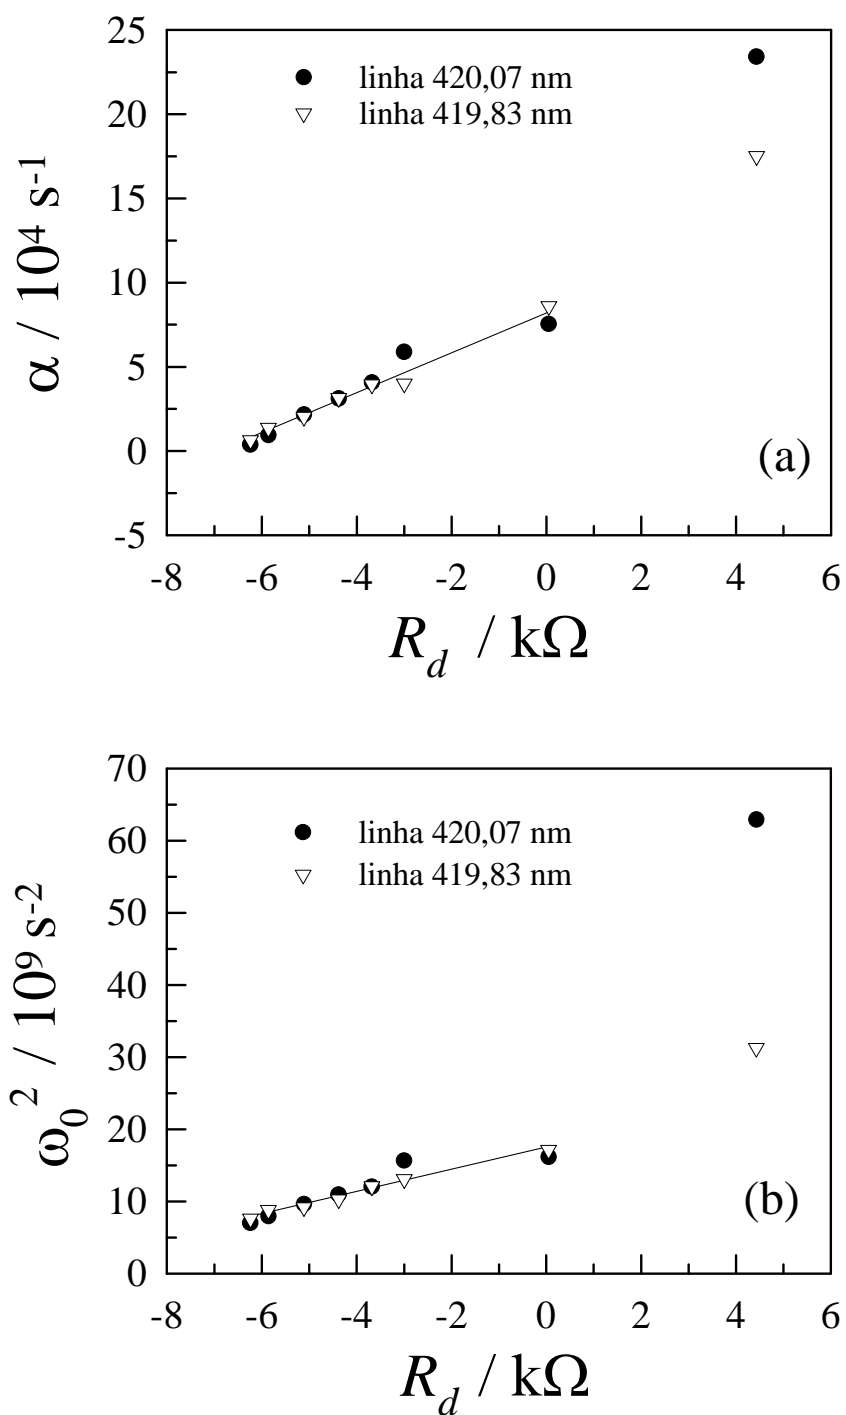 25
20
15
10
5
0
-5
α / 10⁴ s⁻¹
linha 420,07 nm
linha 419,83 nm
(a)
-8 -6 -4 -2 0 2 4 6
R_d / kΩ
70
60
50
40
30
20
10
0
ω₀² / 10⁹ s⁻²
linha 420,07 nm
linha 419,83 nm
(b)
-8 -6 -4 -2 0 2 4 6
R_d / kΩ